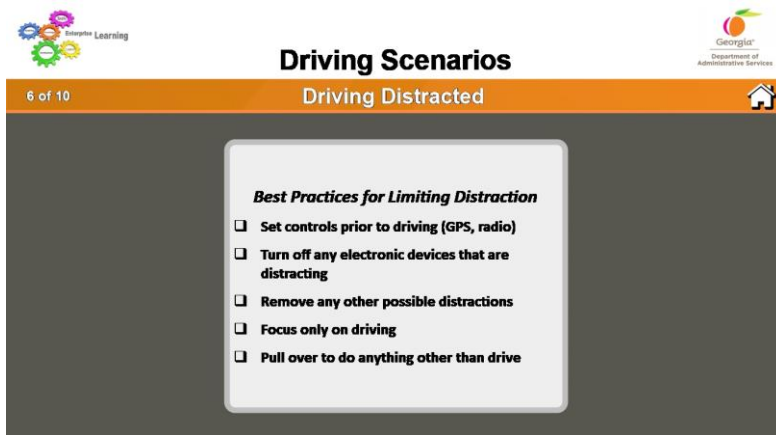 Enterprise Learning
Georgia
Department of
Administrative Services
Driving Scenarios
6 of 10
Driving Distracted
Best Practices for Limiting Distraction
Set controls prior to driving (GPS, radio)
Turn off any electronic devices that are
distracting
Remove any other possible distractions
Focus only on driving
Pull over to do anything other than drive